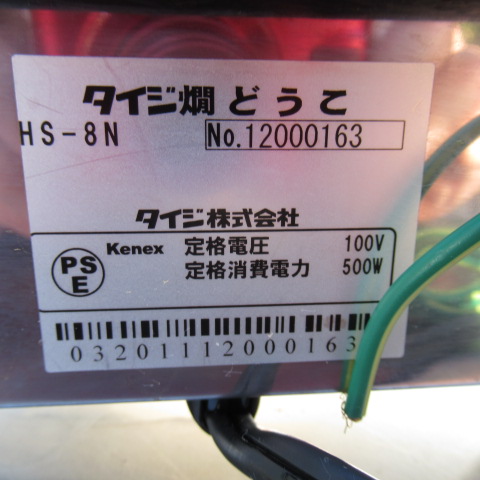 タイジ燗どうこ
HS-8N No.12000163
タイジ株式会社
PS E Kenex 定格電圧 100V
定格消費電力 500W
03201112000163